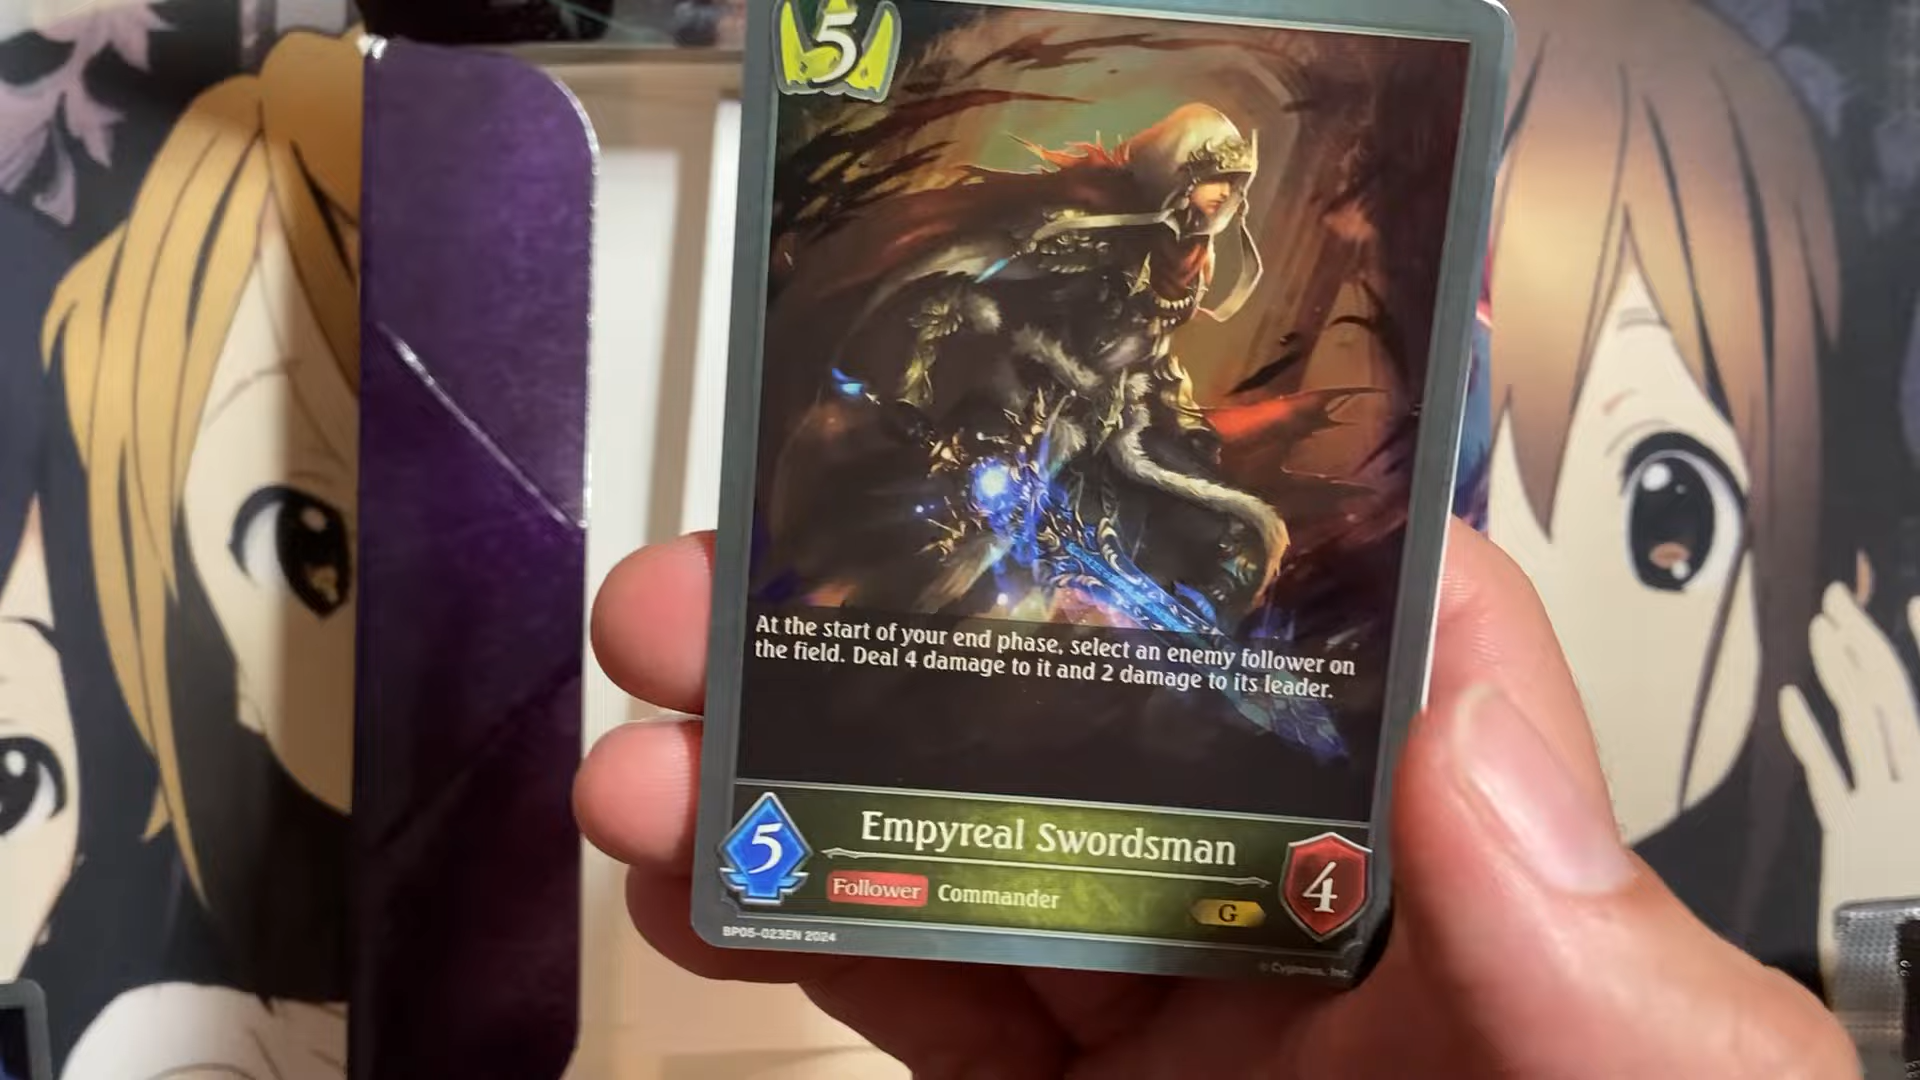 5
At the start of your end phase, select an enemy follower on
the field. Deal 4 damage to it and 2 damage to its leader.
5
Empyreal Swordsman
4
Follower Commander
G
BP05-023EN 2024
© Cygames, Inc.